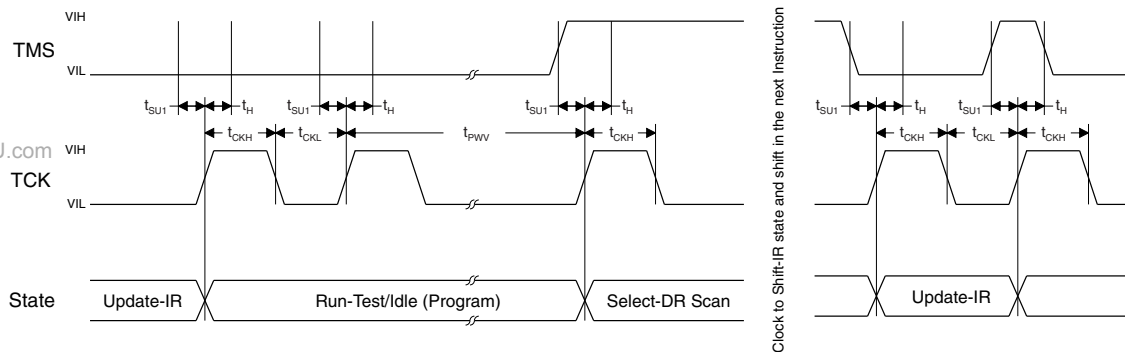 VIH
TMS
VIL
tSU1 tH tSU1 tH tSU1 tH tSU1 tH tSU1 tH
tCKH tCKL tPWV tCKH tCKH tCKL tCKH
U.com
VIH
TCK
VIL
State Update-IR Run-Test/Idle (Program) Select-DR Scan Update-IR
Clock to Shift-IR state and shift in the next Instruction